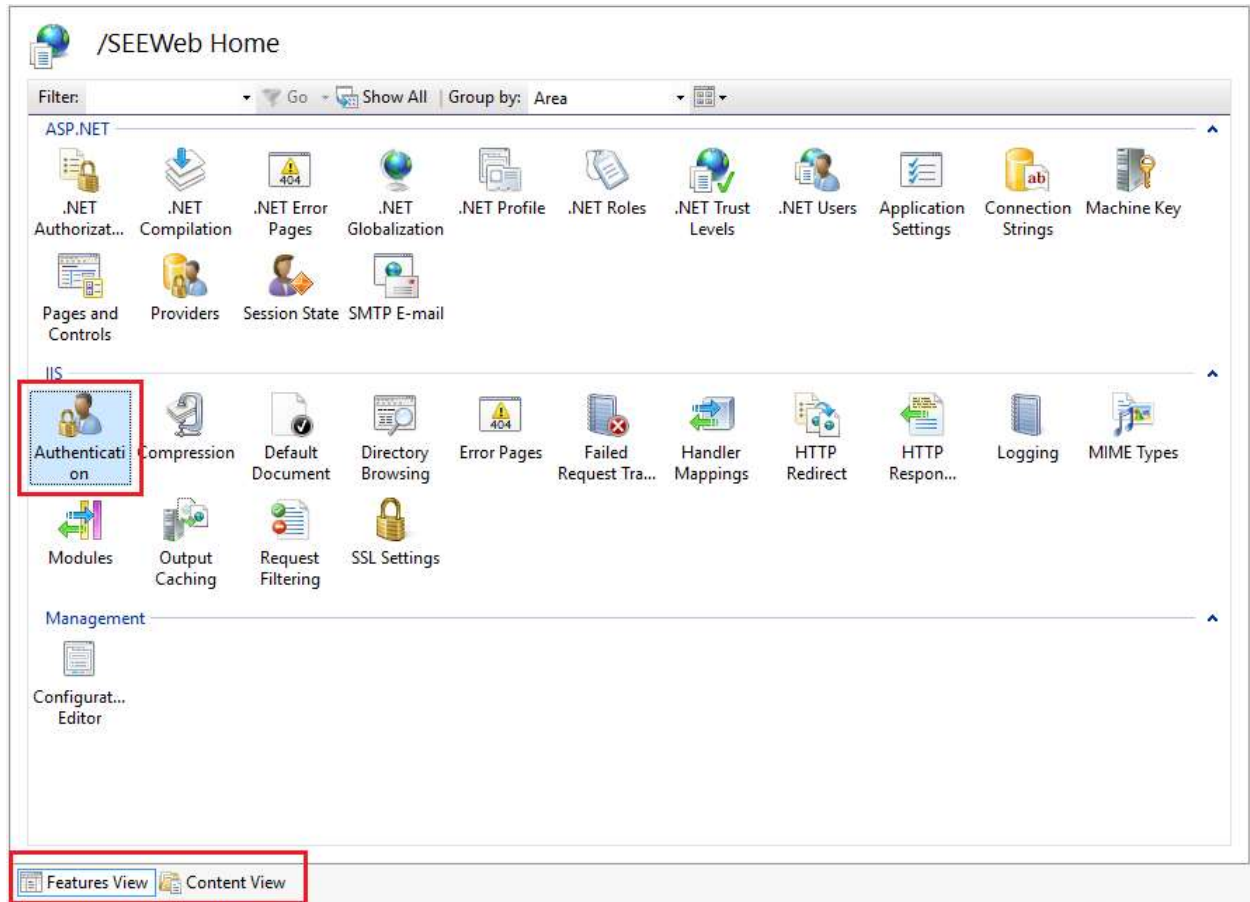 /SEEWeb Home
Filter: Go Show All Group by: Area
ASP.NET
.NET .NET .NET Error .NET .NET Profile .NET Roles .NET Trust .NET Users Application Connection Machine Key
Authorizat... Compilation Pages Globalization Levels Settings Strings
404
Pages and Providers Session State SMTP E-mail
Controls
IIS
404
Authenticati Compression Default Directory Error Pages Failed Handler HTTP HTTP Logging MIME Types
on Document Browsing Request Tra... Mappings Redirect Respon...
Modules Output Request SSL Settings
Caching Filtering
Management
Configurat...
Editor
Features View Content View